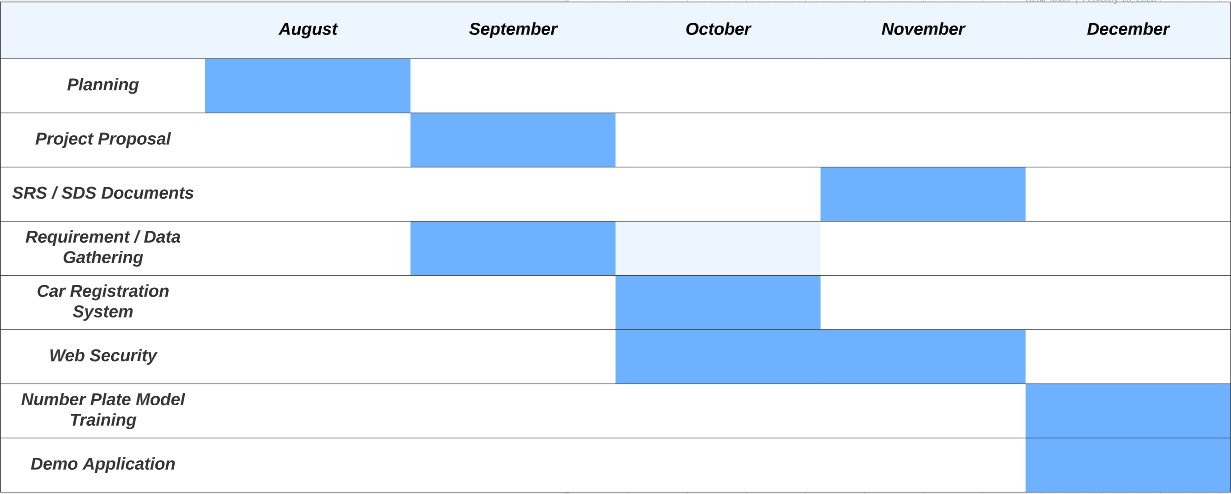 August September October November December
Planning
Project Proposal
SRS / SDS Documents
Requirement / Data
Gathering
Car Registration
System
Web Security
Number Plate Model
Training
Demo Application